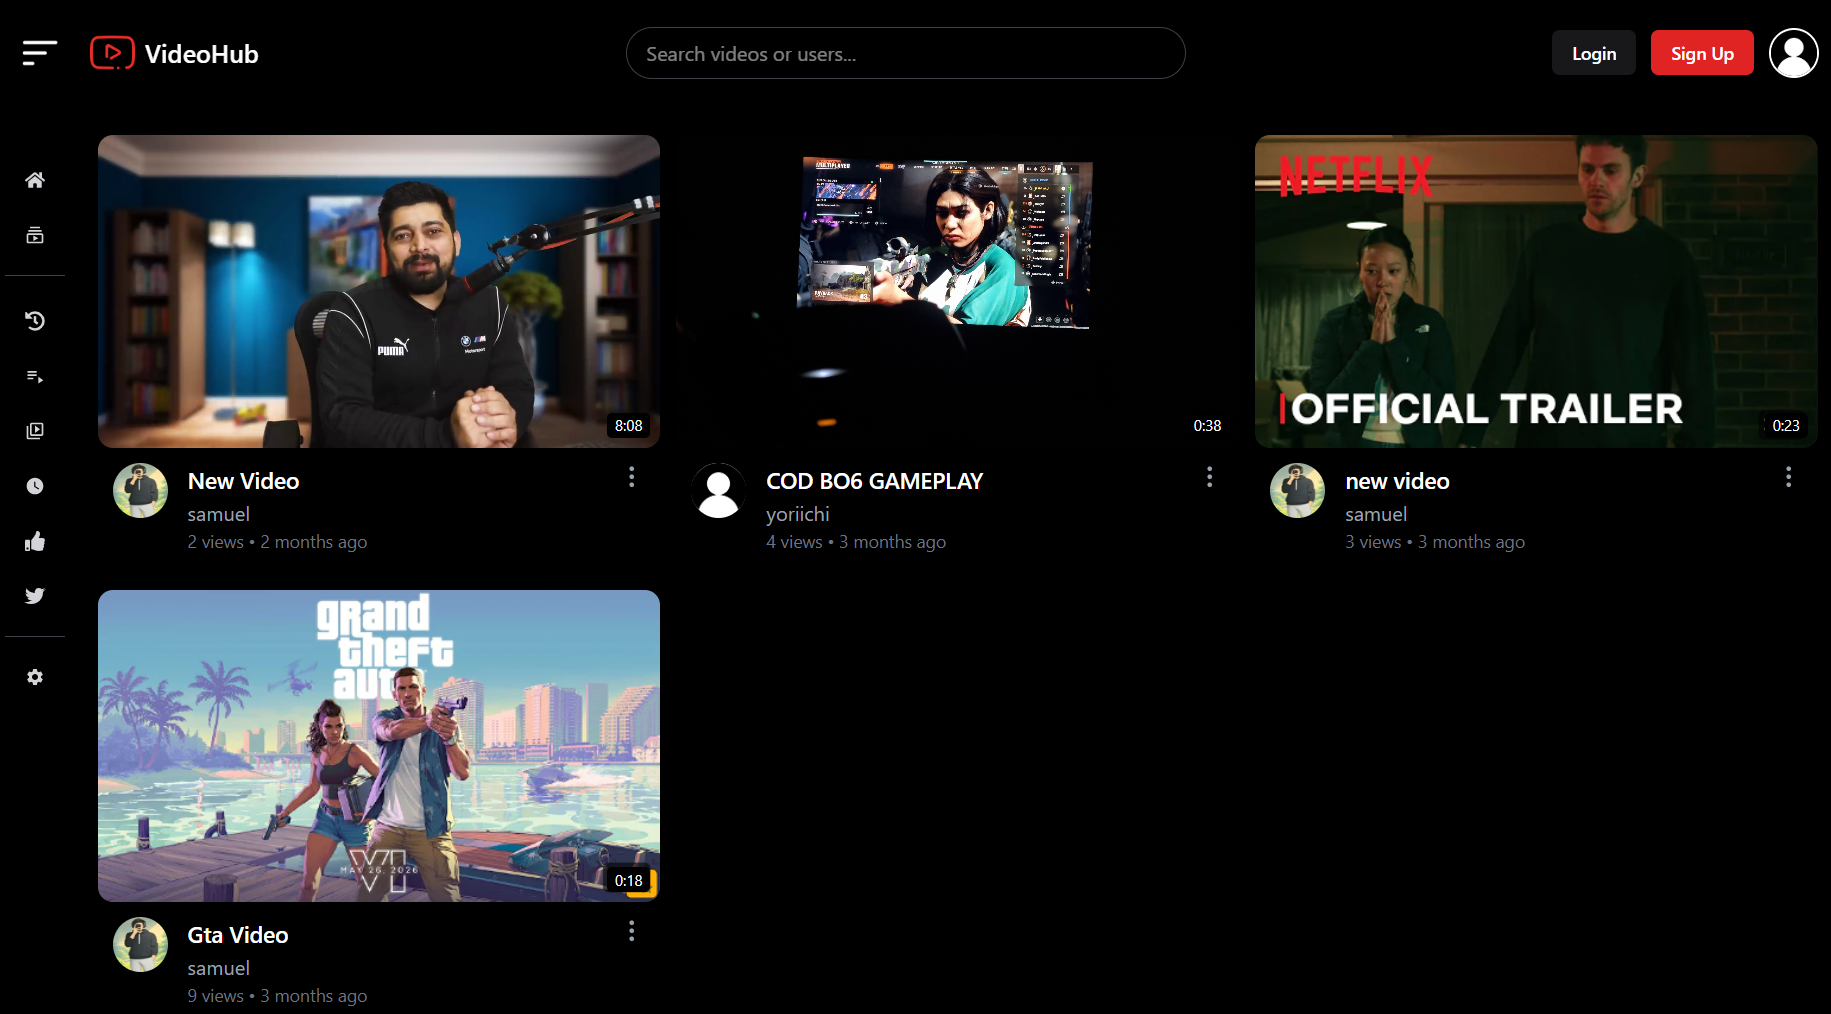 VideoHub
Search videos or users...
Login
Sign Up
PUMA
8:08
MULTIPLAYER
0:38
NETFLIX
OFFICIAL TRAILER
0:23
New Video
samuel
2 views • 2 months ago
COD BO6 GAMEPLAY
yoriichi
4 views • 3 months ago
new video
samuel
3 views • 3 months ago
grand
theft
aut
VI
MAY 26, 2026
0:18
Gta Video
samuel
9 views • 3 months ago